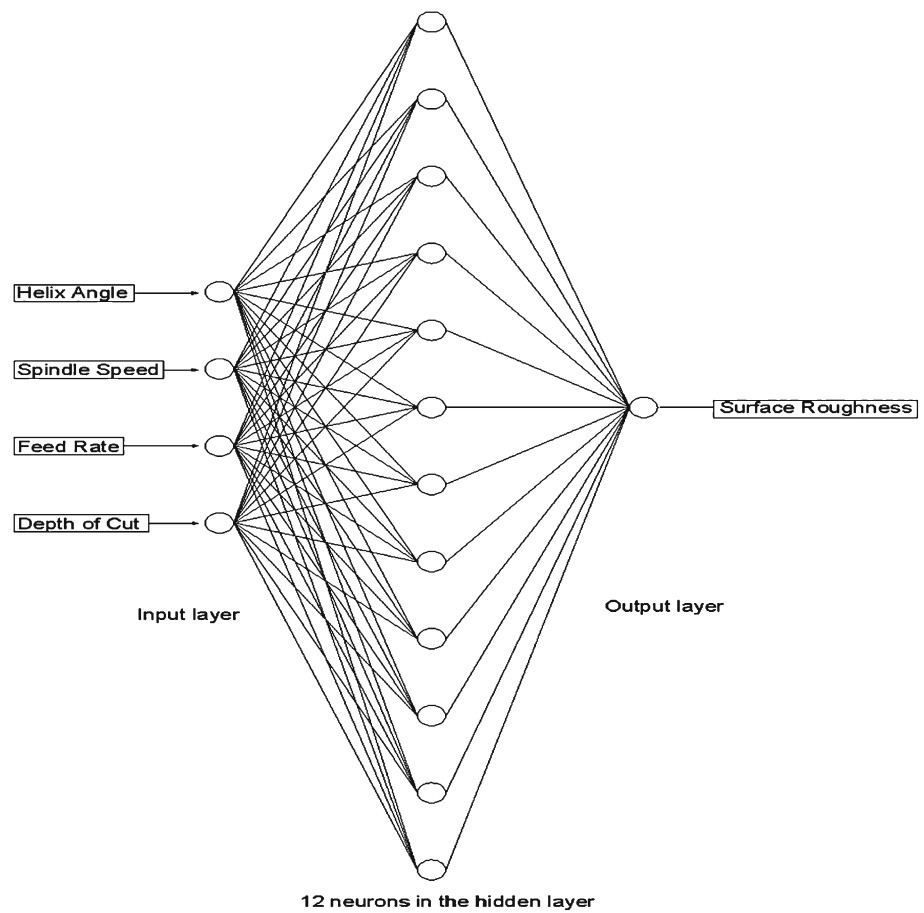 Helix Angle
Spindle Speed
Feed Rate
Depth of Cut
Surface Roughness
Input layer
Output layer
12 neurons in the hidden layer